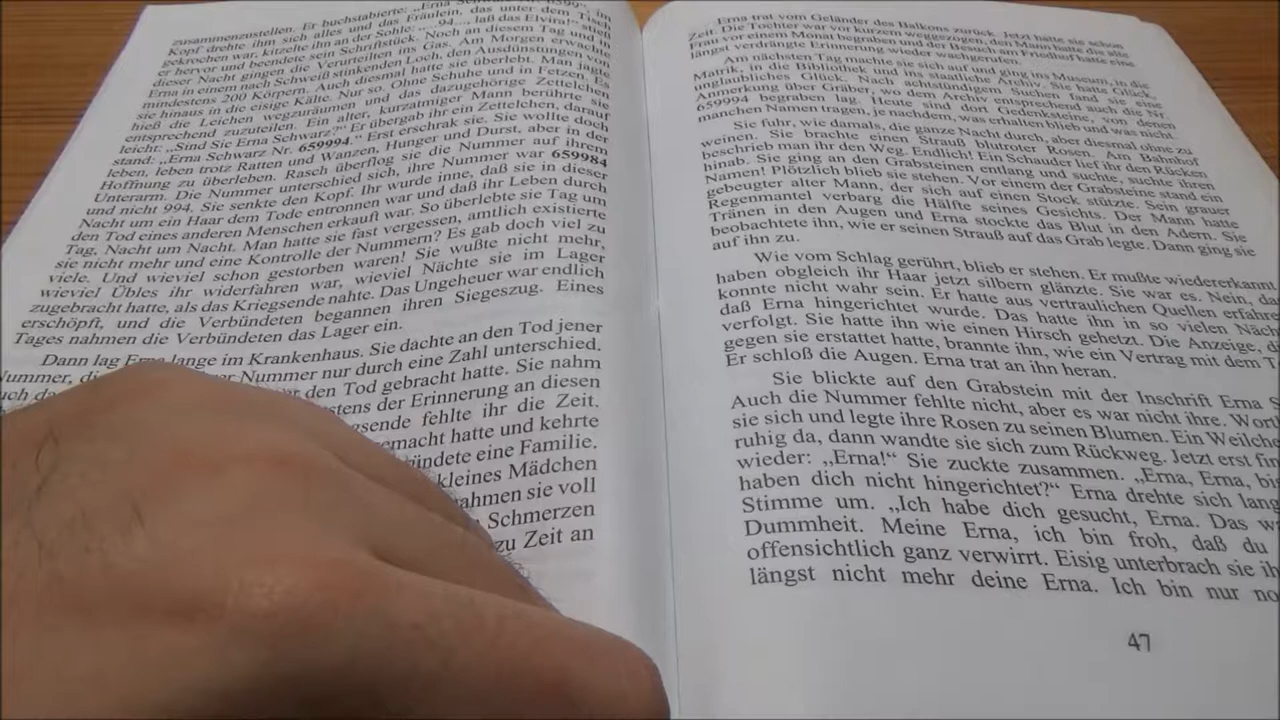 zusammenzustellen. Er buchstabierte: „Erna
Kopf drehte ihm sich alles und das Fräulein, das unter dem Tisch
gekrochen war, kitzelte ihn an der Sohle: ...94..., laß das Elvira!“ stieß
er hervor und beendete sein Schriftstück. Noch an diesem Tag und in
dieser Nacht gingen die Verurteilten ins Gas. Am Morgen erwachte
Erna in einem nach Schweiß stinkenden Loch, den Ausdünstungen von
mindestens 200 Körpern. Auch diesmal hatte sie überlebt. Man jagte
sie hinaus in die eisige Kälte. Nur so. Ohne Schuhe und in Fetzen. Es
hieß die Leichen wegzuräumen und das dazugehörige Zettelchen
entsprechend zuzuteilen. Ein alter, kurzatmiger Mann berührte sie
leicht: „Sind Sie Erna Schwarz?“ Er übergab ihr ein Zettelchen, darauf
stand: „Erna Schwarz Nr. 659994.“ Erst erschrak sie. Sie wollte doch
leben, leben trotz Ratten und Wanzen, Hunger und Durst, aber in der
Hoffnung zu überleben. Rasch überflog sie die Nummer auf ihrem
Unterarm. Die Nummer unterschied sich, ihre Nummer war 659984
und nicht 994. Sie senkte den Kopf. Ihr wurde inne, daß sie in dieser
Nacht um ein Haar dem Tode entronnen war und daß ihr Leben durch
den Tod eines anderen Menschen erkauft war. So überlebte sie Tag um
Tag, Nacht um Nacht. Man hatte sie fast vergessen, amtlich existierte
sie nicht mehr und eine Kontrolle der Nummern? Es gab doch viel zu
viele. Und wieviel schon gestorben waren! Sie wußte nicht mehr,
wieviel Übles ihr widerfahren war, wieviel Nächte sie im Lager
zugebracht hatte, als das Kriegsende nahte. Das Ungeheuer war endlich
erschöpft, und die Verbündeten begannen ihren Siegeszug. Eines
Tages nahmen die Verbündeten das Lager ein.
Dann lag Erna lange im Krankenhaus. Sie dachte an den Tod jener
Nummer, di er Nummer nur durch eine Zahl unterschied.
den Tod gebracht hatte. Sie nahm
stens der Erinnerung an diesen
gsende fehlte ihr die Zeit.
emacht hatte und kehrte
ündete eine Familie.
kleines Mädchen
ahmen sie voll
Schmerzen
zu Zeit an
Erna trat vom Geländer des Balkons zurück. Jetzt hatte sie schon
Zeit. Die Tochter war vor kurzem weggezogen, den Mann hatte die alte
Frau vor einem Monat begraben und der Besuch am Friedhof hatte eine
längst verdrängte Erinnerung wieder wachgerufen.
Am nächsten Tag machte sie sich auf und ging ins Museum, in die
Matrik, in die Bibliothek und ins staatliche Archiv. Sie hatte Glück,
unglaubliches Glück. Nach achtstündigem Suchen fand sie eine
Anmerkung über Gräber, wo dem Archiv entsprechend auch die Nr.
659994 begraben lag. Heute sind dort Gedenksteine, von denen
manchen Namen tragen, je nachdem, was erhalten blieb und was nicht.
Sie fuhr, wie damals, die ganze Nacht durch, aber diesmal ohne zu
weinen. Sie brachte einen Strauß blutroter Rosen. Am Bahnhof
beschrieb man ihr den Weg. Endlich! Ein Schauder lief ihr den Rücken
hinab. Sie ging an den Grabsteinen entlang und suchte, suchte ihren
Namen! Plötzlich blieb sie stehen. Vor einem der Grabsteine stand ein
gebeugter alter Mann, der sich auf einen Stock stützte. Sein grauer
Regenmantel verbarg die Hälfte seines Gesichts. Der Mann hatte
Tränen in den Augen und Erna stockte das Blut in den Adern. Sie
beobachtete ihn, wie er seinen Strauß auf das Grab legte. Dann ging sie
auf ihn zu.
Wie vom Schlag gerührt, blieb er stehen. Er mußte wiedererkannt
haben obgleich ihr Haar jetzt silbern glänzte. Sie war es. Nein, da
konnte nicht wahr sein. Er hatte aus vertraulichen Quellen erfahre
daß Erna hingerichtet wurde. Das hatte ihn in so vielen Näch
verfolgt. Sie hatte ihn wie einen Hirsch gehetzt. Die Anzeige, di
gegen sie erstattet hatte, brannte ihn, wie ein Vertrag mit dem T
Er schloß die Augen. Erna trat an ihn heran.
Sie blickte auf den Grabstein mit der Inschrift Erna S
Auch die Nummer fehlte nicht, aber es war nicht ihre. Wortl
sie sich und legte ihre Rosen zu seinen Blumen. Ein Weilche
ruhig da, dann wandte sie sich zum Rückweg. Jetzt erst fin
wieder: „Erna!“ Sie zuckte zusammen. „Erna, Erna, bis
haben dich nicht hingerichtet?“ Erna drehte sich lang
Stimme um. „Ich habe dich gesucht, Erna. Das w
Dummheit. Meine Erna, ich bin froh, daß du
offensichtlich ganz verwirrt. Eisig unterbrach sie ih
längst nicht mehr deine Erna. Ich bin nur no
47